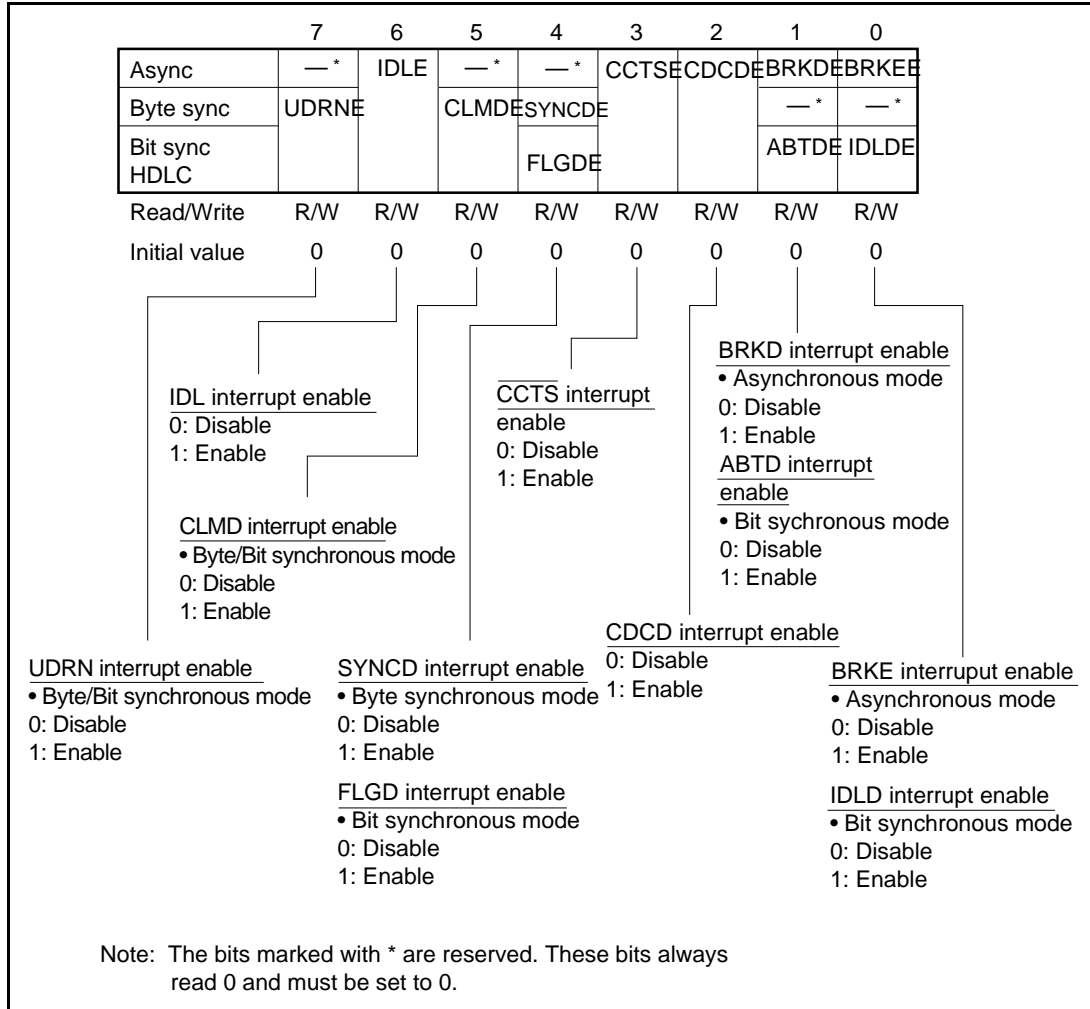 7 6 5 4 3 2 1 0
Async —* IDLE —* —* CCTSE CDCDE BRKDE BRKEE
Byte sync UDRNE CLMDE SYNCDE —* —*
Bit sync
HDLC FLGDE ABTDE IDLDE
Read/Write R/W R/W R/W R/W R/W R/W R/W R/W
Initial value 0 0 0 0 0 0 0 0
BRKD interrupt enable
• Asynchronous mode
0: Disable
1: Enable
ABTD interrupt
enable
• Bit sychronous mode
0: Disable
1: Enable
IDL interrupt enable
0: Disable
1: Enable
CCTS interrupt
enable
0: Disable
1: Enable
CLMD interrupt enable
• Byte/Bit synchronous mode
0: Disable
1: Enable
CDCD interrupt enable
0: Disable
1: Enable
UDRN interrupt enable
• Byte/Bit synchronous mode
0: Disable
1: Enable
SYNCD interrupt enable
• Byte synchronous mode
0: Disable
1: Enable
FLGD interrupt enable
• Bit synchronous mode
0: Disable
1: Enable
BRKE interruput enable
• Asynchronous mode
0: Disable
1: Enable
IDLD interrupt enable
• Bit synchronous mode
0: Disable
1: Enable
Note: The bits marked with * are reserved. These bits always
read 0 and must be set to 0.